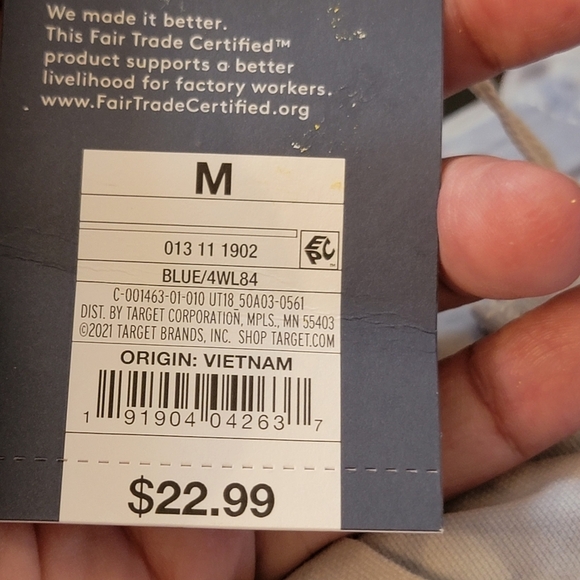 We made it better.
This Fair Trade Certified™
product supports a better
livelihood for factory workers.
www.FairTradeCertified.org
M
013 11 1902
EPC™
BLUE/4WL84
C-001463-01-010 UT18 50A03-0561
DIST. BY TARGET CORPORATION, MPLS., MN 55403
©2021 TARGET BRANDS, INC. SHOP TARGET.COM
ORIGIN: VIETNAM
1 91904 04263 7
$22.99